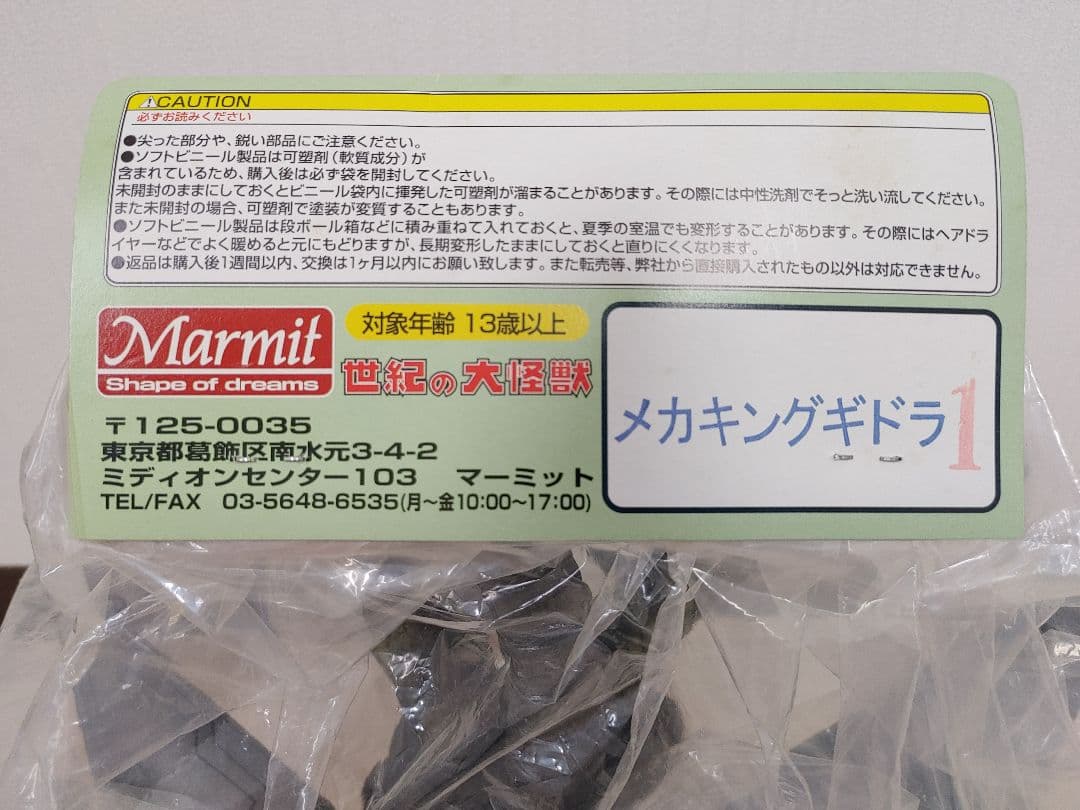 ⚠CAUTION
必ずお読みください
●尖った部分や、鋭い部品にご注意ください。
●ソフトビニール製品は可塑剤（軟質成分）が
含まれているため、購入後は必ず袋を開封してください。
未開封のままにしておくとビニール袋内に揮発した可塑剤が溜まることがあります。その際には中性洗剤でそっと洗い流してください。
また未開封の場合、可塑剤で塗装が変質することもあります。
●ソフトビニール製品は段ボール箱などに積み重ねて入れておくと、夏季の室温でも変形することがあります。その際にはヘアドラ
イヤーなどでよく暖めると元にもどりますが、長期変形したままにしておくと直りにくくなります。
●返品は購入後1週間以内、交換は1ヶ月以内にお願い致します。また転売等、弊社から直接購入されたもの以外は対応できません。
Marmit
Shape of dreams
対象年齢 13歳以上
世紀の大怪獣
〒125-0035
東京都葛飾区南水元3-4-2
ミディオンセンター103 マーミット
TEL/FAX 03-5648-6535(月～金10:00～17:00)
メカキングギドラ1